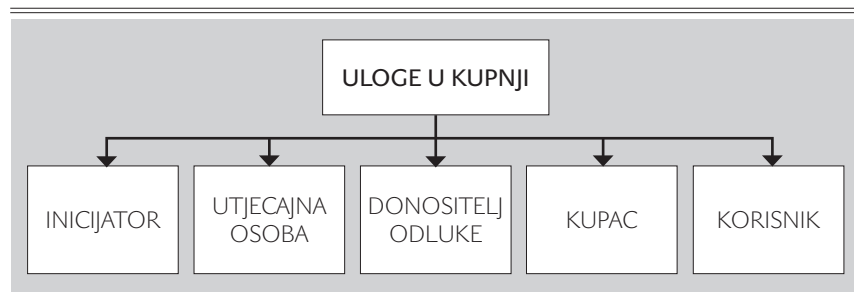 ULOGE U KUPNJI
INICIJATOR
UTJECAJNA
OSOBA
DONOSITELJ
ODLUKE
KUPAC
KORISNIK